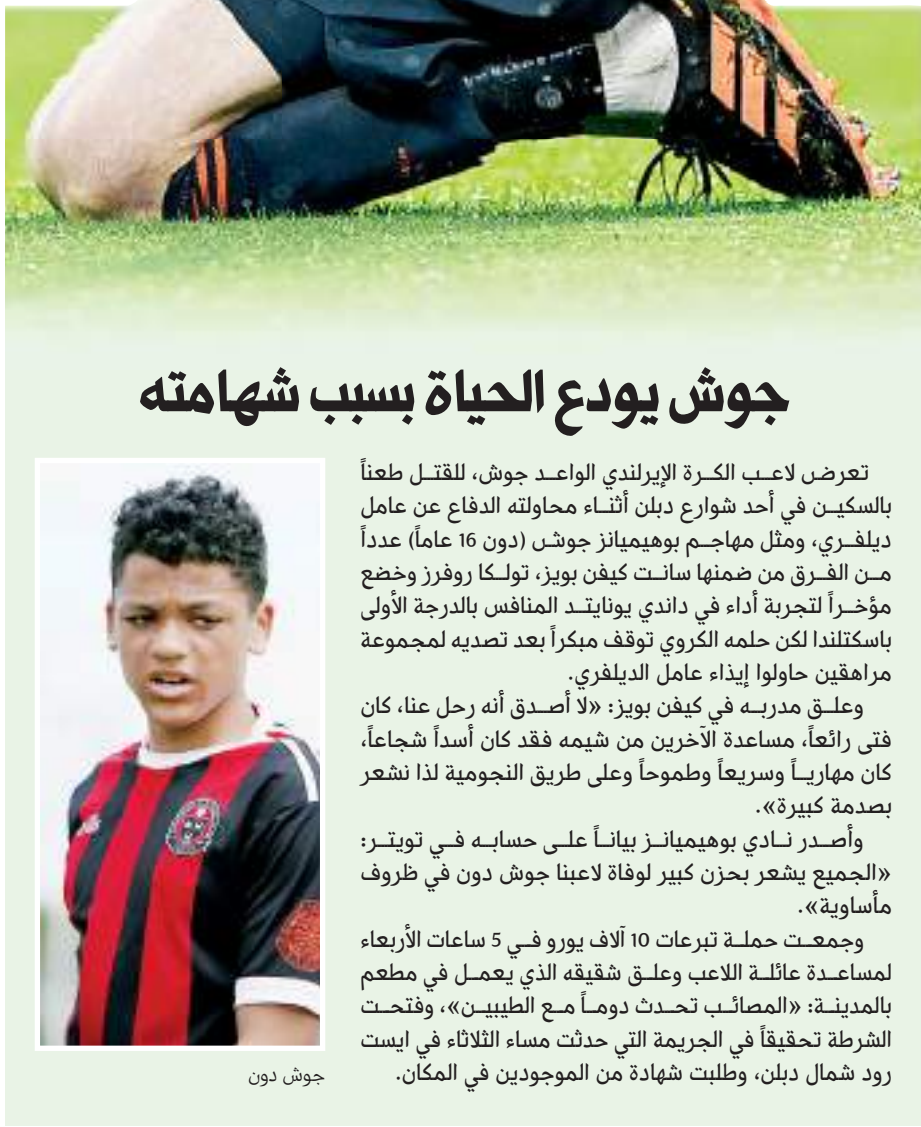 جوش يودع الحياة بسبب شهامته
تعرض لاعب الكرة الإيرلندي الواعد جوش، للقتل طعناً
بالسكين في أحد شوارع دبلن أثناء محاولته الدفاع عن عامل
ديلفري، ومثل مهاجم بوهيميانز جوش (دون 16 عاماً) عدداً
من الفرق من ضمنها سانت كيفن بويز، تولكا روفرز وخضع
مؤخراً لتجربة أداء في داندي يونايتد المنافس بالدرجة الأولى
باسكتلندا لكن حلمه الكروي توقف مبكراً بعد تصديه لمجموعة
مراهقين حاولوا إيذاء عامل الديلفري.
وعلق مدربه في كيفن بويز: «لا أصدق أنه رحل عنا، كان
فتى رائعاً، مساعدة الآخرين من شيمه فقد كان أسداً شجاعاً،
كان مهارياً وسريعاً وطموحاً وعلى طريق النجومية لذا نشعر
بصدمة كبيرة».
وأصدر نادي بوهيميانز بياناً على حسابه في تويتر:
«الجميع يشعر بحزن كبير لوفاة لاعبنا جوش دون في ظروف
مأساوية».
وجمعت حملة تبرعات 10 آلاف يورو في 5 ساعات الأربعاء
لمساعدة عائلة اللاعب وعلق شقيقه الذي يعمل في مطعم
بالمدينة: «المصائب تحدث دوماً مع الطيبين»، وفتحت
الشرطة تحقيقاً في الجريمة التي حدثت مساء الثلاثاء في ايست
رود شمال دبلن، وطلبت شهادة من الموجودين في المكان.
جوش دون